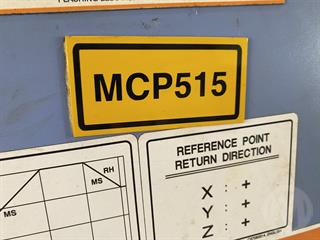 MCP515
REFERENCE POINT
RETURN DIRECTION
X : +
Y : +
Z : +
RH
MS
MS